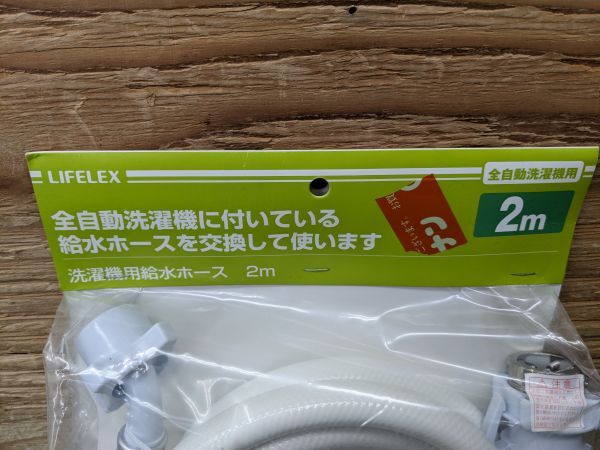 LIFELEX
全自動洗濯機用
2m
全自動洗濯機に付いている
給水ホースを交換して使います
洗濯機用給水ホース 2m
注意